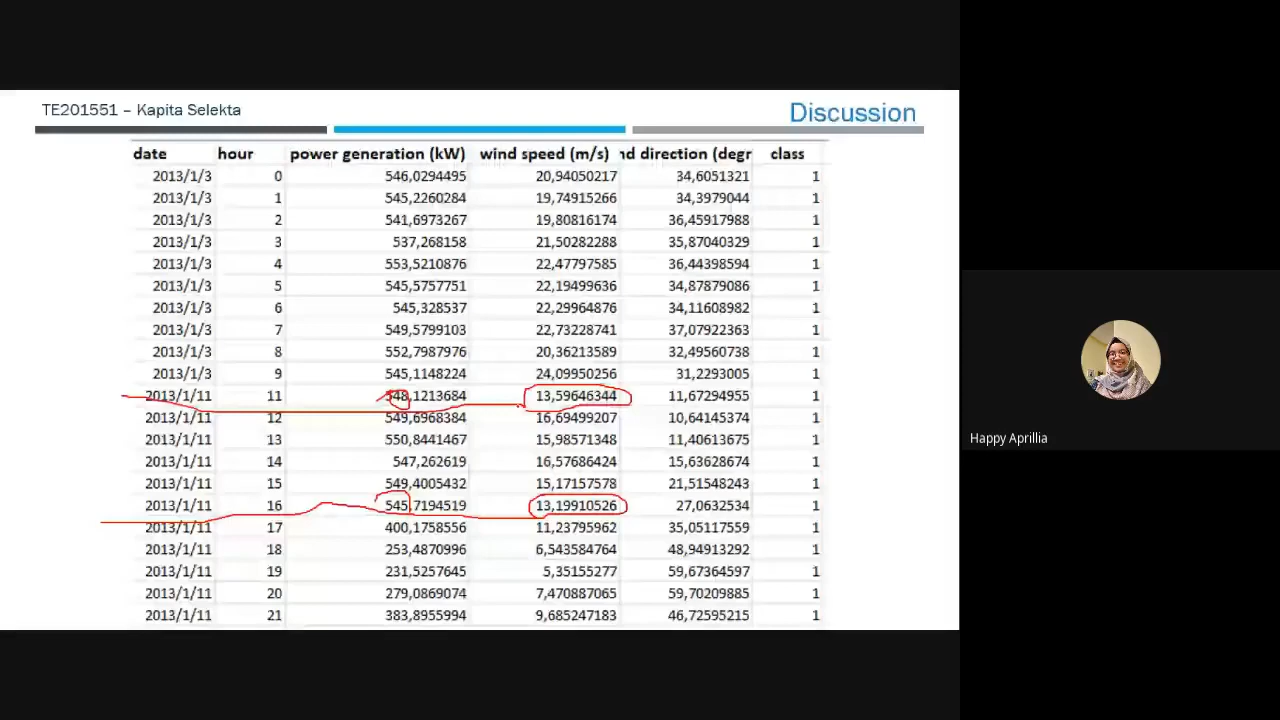 TE201551 – Kapita Selekta
Discussion
date hour power generation (kW) wind speed (m/s) nd direction (degr class
2013/1/3 0 546,0294495 20,94050217 34,6051321 1
2013/1/3 1 545,2260284 19,74915266 34,3979044 1
2013/1/3 2 541,6973267 19,80816174 36,45917988 1
2013/1/3 3 537,268158 21,50282288 35,87040329 1
2013/1/3 4 553,5210876 22,47797585 36,44398594 1
2013/1/3 5 545,5757751 22,19499636 34,87879086 1
2013/1/3 6 545,328537 22,29964876 34,11608982 1
2013/1/3 7 549,5799103 22,73228741 37,07922363 1
2013/1/3 8 552,7987976 20,36213589 32,49560738 1
2013/1/3 9 545,1148224 24,09950256 31,2293005 1
2013/1/11 11 548,1213684 13,59646344 11,67294955 1
2013/1/11 12 549,6968384 16,69499207 10,64145374 1
2013/1/11 13 550,8441467 15,98571348 11,40613675 1
2013/1/11 14 547,262619 16,57686424 15,63628674 1
2013/1/11 15 549,4005432 15,17157578 21,51548243 1
2013/1/11 16 545,7194519 13,19910526 27,0632534 1
2013/1/11 17 400,1758556 11,23795962 35,05117559 1
2013/1/11 18 253,4870996 6,543584764 48,94913292 1
2013/1/11 19 231,5257645 5,35155277 59,67364597 1
2013/1/11 20 279,0869074 7,470887065 59,70209885 1
2013/1/11 21 383,8955994 9,685247183 46,72595215 1
Happy Aprillia